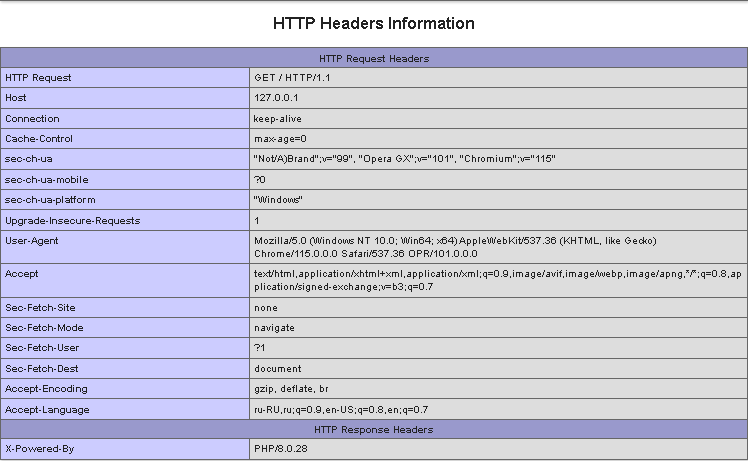 HTTP Headers Information
HTTP Request Headers
HTTP Request GET / HTTP/1.1
Host 127.0.0.1
Connection keep-alive
Cache-Control max-age=0
sec-ch-ua "Not/A)Brand";v="99", "Opera GX";v="101", "Chromium";v="115"
sec-ch-ua-mobile ?0
sec-ch-ua-platform "Windows"
Upgrade-Insecure-Requests 1
User-Agent Mozilla/5.0 (Windows NT 10.0; Win64; x64) AppleWebKit/537.36 (KHTML, like Gecko)
Chrome/115.0.0.0 Safari/537.36 OPR/101.0.0.0
Accept text/html,application/xhtml+xml,application/xml;q=0.9,image/avif,image/webp,image/apng,*/*;q=0.8,ap
plication/signed-exchange;v=b3;q=0.7
Sec-Fetch-Site none
Sec-Fetch-Mode navigate
Sec-Fetch-User ?1
Sec-Fetch-Dest document
Accept-Encoding gzip, deflate, br
Accept-Language ru-RU,ru;q=0.9,en-US;q=0.8,en;q=0.7
HTTP Response Headers
X-Powered-By PHP/8.0.28